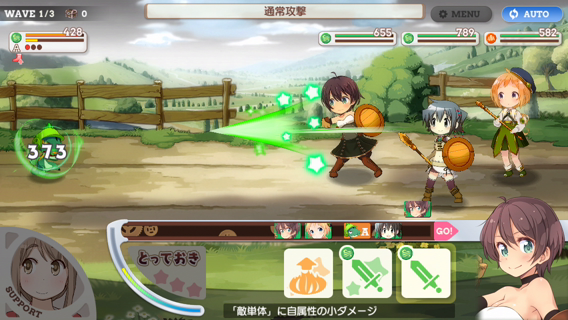 WAVE 1/3
0
通常攻撃
MENU
AUTO
428
A
655
789
582
373
GO!
とっておき
SUPPORT
「敵単体」に自属性の小ダメージ